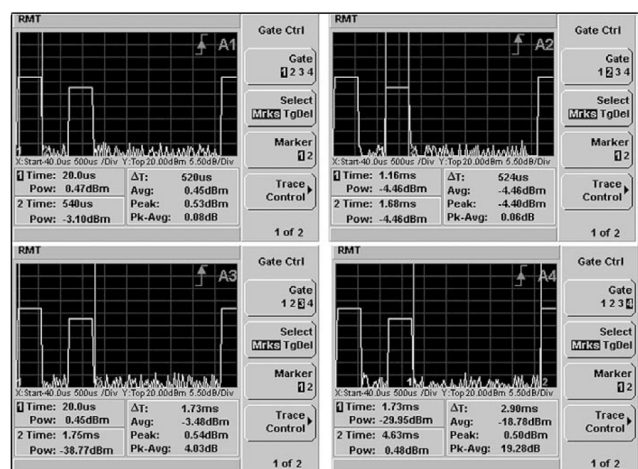 RMT
A1
X:Start-40.0us 500us /Div Y:Top 20.00dBm 5.50dB/Div
1 Time: 20.0us
Pow: 0.47dBm
2 Time: 540us
Pow: -3.10dBm
ΔT: 520us
Avg: 0.45dBm
Peak: 0.53dBm
Pk-Avg: 0.08dB
Gate Ctrl
Gate
1 2 3 4
Select
Mrks TgDel
Marker
1 2
Trace
Control
1 of 2
RMT
A2
X:Start-40.0us 500us /Div Y:Top 20.00dBm 5.50dB/Div
1 Time: 1.16ms
Pow: -4.46dBm
2 Time: 1.68ms
Pow: -4.46dBm
ΔT: 524us
Avg: -4.46dBm
Peak: -4.40dBm
Pk-Avg: 0.06dB
Gate Ctrl
Gate
1 2 3 4
Select
Mrks TgDel
Marker
1 2
Trace
Control
1 of 2
RMT
A3
X:Start-40.0us 500us /Div Y:Top 20.00dBm 5.50dB/Div
1 Time: 20.0us
Pow: 0.45dBm
2 Time: 1.75ms
Pow: -38.77dBm
ΔT: 1.73ms
Avg: -3.48dBm
Peak: 0.54dBm
Pk-Avg: 4.03dB
Gate Ctrl
Gate
1 2 3 4
Select
Mrks TgDel
Marker
1 2
Trace
Control
1 of 2
RMT
A4
1
2
X:Start-40.0us 500us /Div Y:Top 20.00dBm 5.50dB/Div
1 Time: 1.73ms
Pow: -29.95dBm
2 Time: 4.63ms
Pow: 0.48dBm
ΔT: 2.90ms
Avg: -18.78dBm
Peak: 0.50dBm
Pk-Avg: 19.28dB
Gate Ctrl
Gate
1 2 3 4
Select
Mrks TgDel
Marker
1 2
Trace
Control
1 of 2